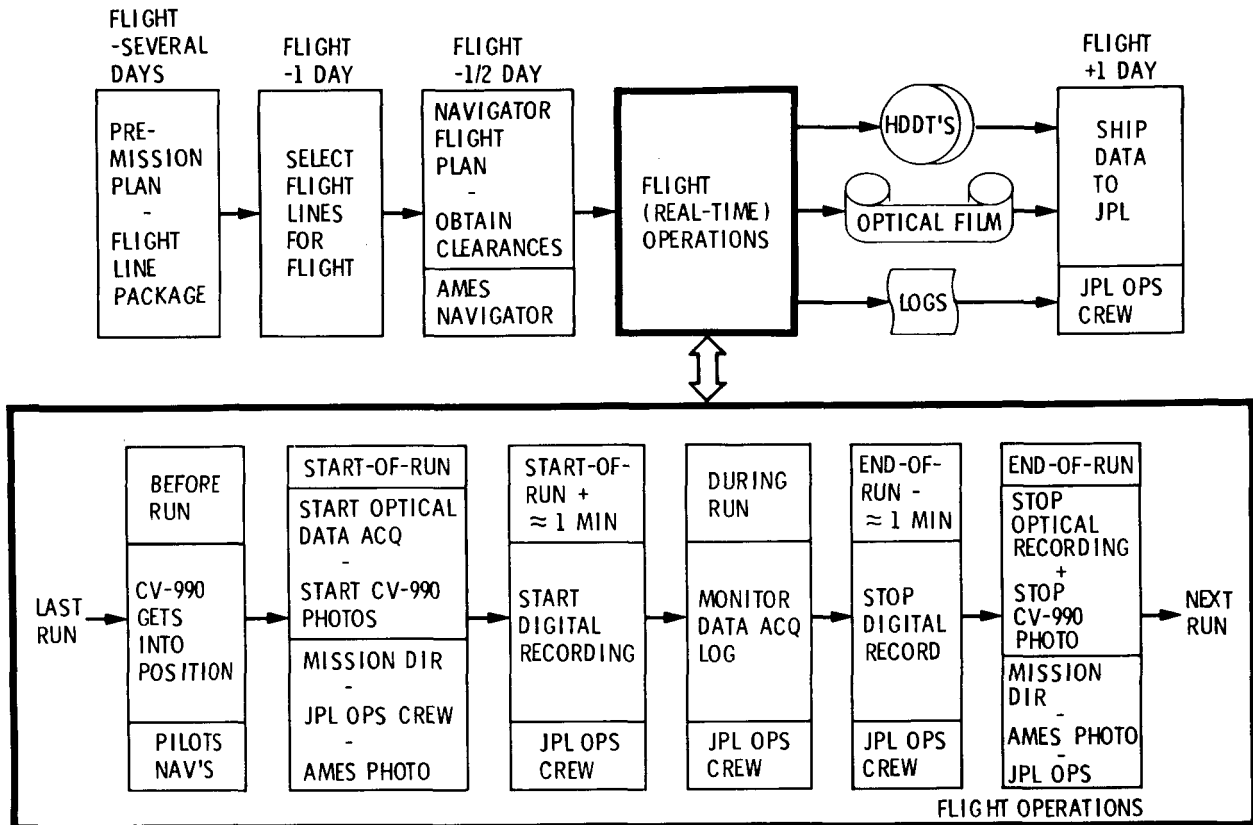 FLIGHT
-SEVERAL
DAYS
PRE-
MISSION
PLAN
-
FLIGHT
LINE
PACKAGE
FLIGHT
-1 DAY
SELECT
FLIGHT
LINES
FOR
FLIGHT
FLIGHT
-1/2 DAY
NAVIGATOR
FLIGHT
PLAN
-
OBTAIN
CLEARANCES
AMES
NAVIGATOR
FLIGHT
(REAL-TIME)
OPERATIONS
HDDT'S
OPTICAL FILM
LOGS
FLIGHT
+1 DAY
SHIP
DATA
TO
JPL
JPL OPS
CREW
LAST
RUN
BEFORE
RUN
CV-990
GETS
INTO
POSITION
PILOTS
NAV'S
START-OF-RUN
START OPTICAL
DATA ACQ
-
START CV-990
PHOTOS
MISSION DIR
-
JPL OPS CREW
-
AMES PHOTO
START-OF-
RUN +
≈ 1 MIN
START
DIGITAL
RECORDING
JPL OPS
CREW
DURING
RUN
MONITOR
DATA ACQ
LOG
JPL OPS
CREW
END-OF-
RUN -
≈ 1 MIN
STOP
DIGITAL
RECORD
JPL OPS
CREW
END-OF-RUN
STOP
OPTICAL
RECORDING
+
STOP
CV-990
PHOTO
MISSION
DIR
-
AMES PHOTO
-
JPL OPS
NEXT
RUN
FLIGHT OPERATIONS